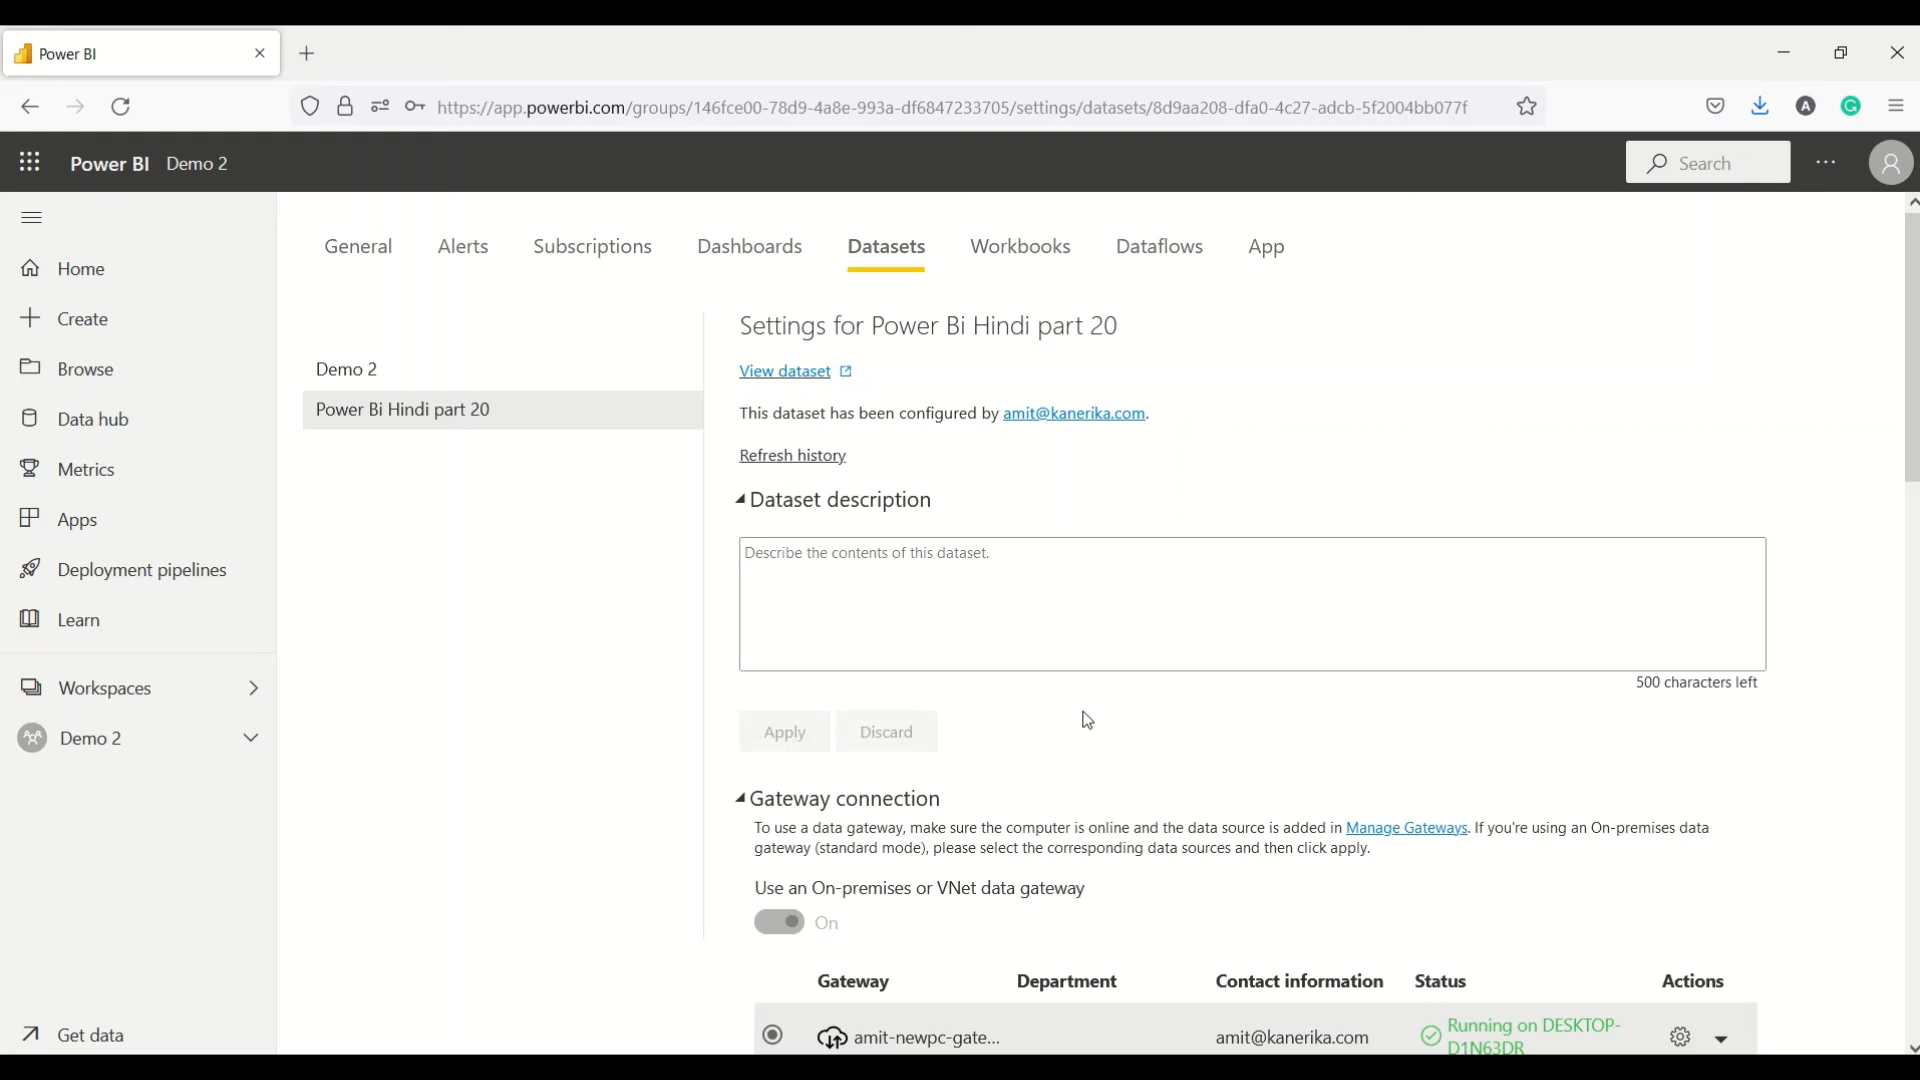 Power BI
https://app.powerbi.com/groups/146fce00-78d9-4a8e-993a-df6847233705/settings/datasets/8d9aa208-dfa0-4c27-adcb-5f2004bb077f
A
G
Power BI Demo 2
Search
Home
Create
Browse
Data hub
Metrics
Apps
Deployment pipelines
Learn
Workspaces
Demo 2
Get data
General Alerts Subscriptions Dashboards Datasets Workbooks Dataflows App
Demo 2
Power Bi Hindi part 20
Settings for Power Bi Hindi part 20
View dataset
This dataset has been configured by amit@kanerika.com.
Refresh history
Dataset description
Describe the contents of this dataset.
500 characters left
Apply Discard
Gateway connection
To use a data gateway, make sure the computer is online and the data source is added in Manage Gateways. If you're using an On-premises data
gateway (standard mode), please select the corresponding data sources and then click apply.
Use an On-premises or VNet data gateway
On
Gateway Department Contact information Status Actions
amit-newpc-gate... amit@kanerika.com Running on DESKTOP-
D1N63DR